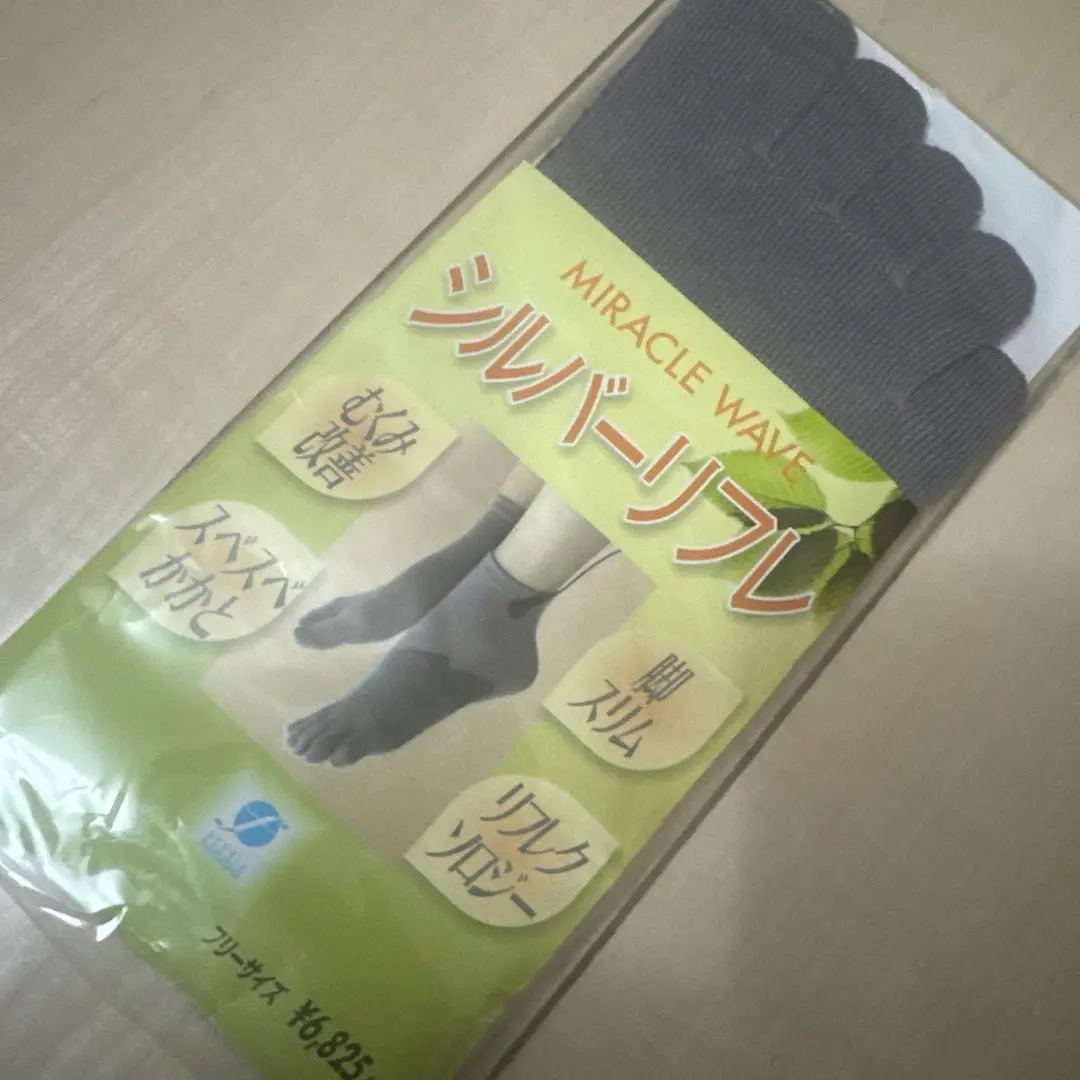 MIRACLE WAVE
シルバーリフレ
むくみ
改善
スベスベ
かかと
脚
スリム
リフレク
ソロジー
フリーサイズ ¥6,825